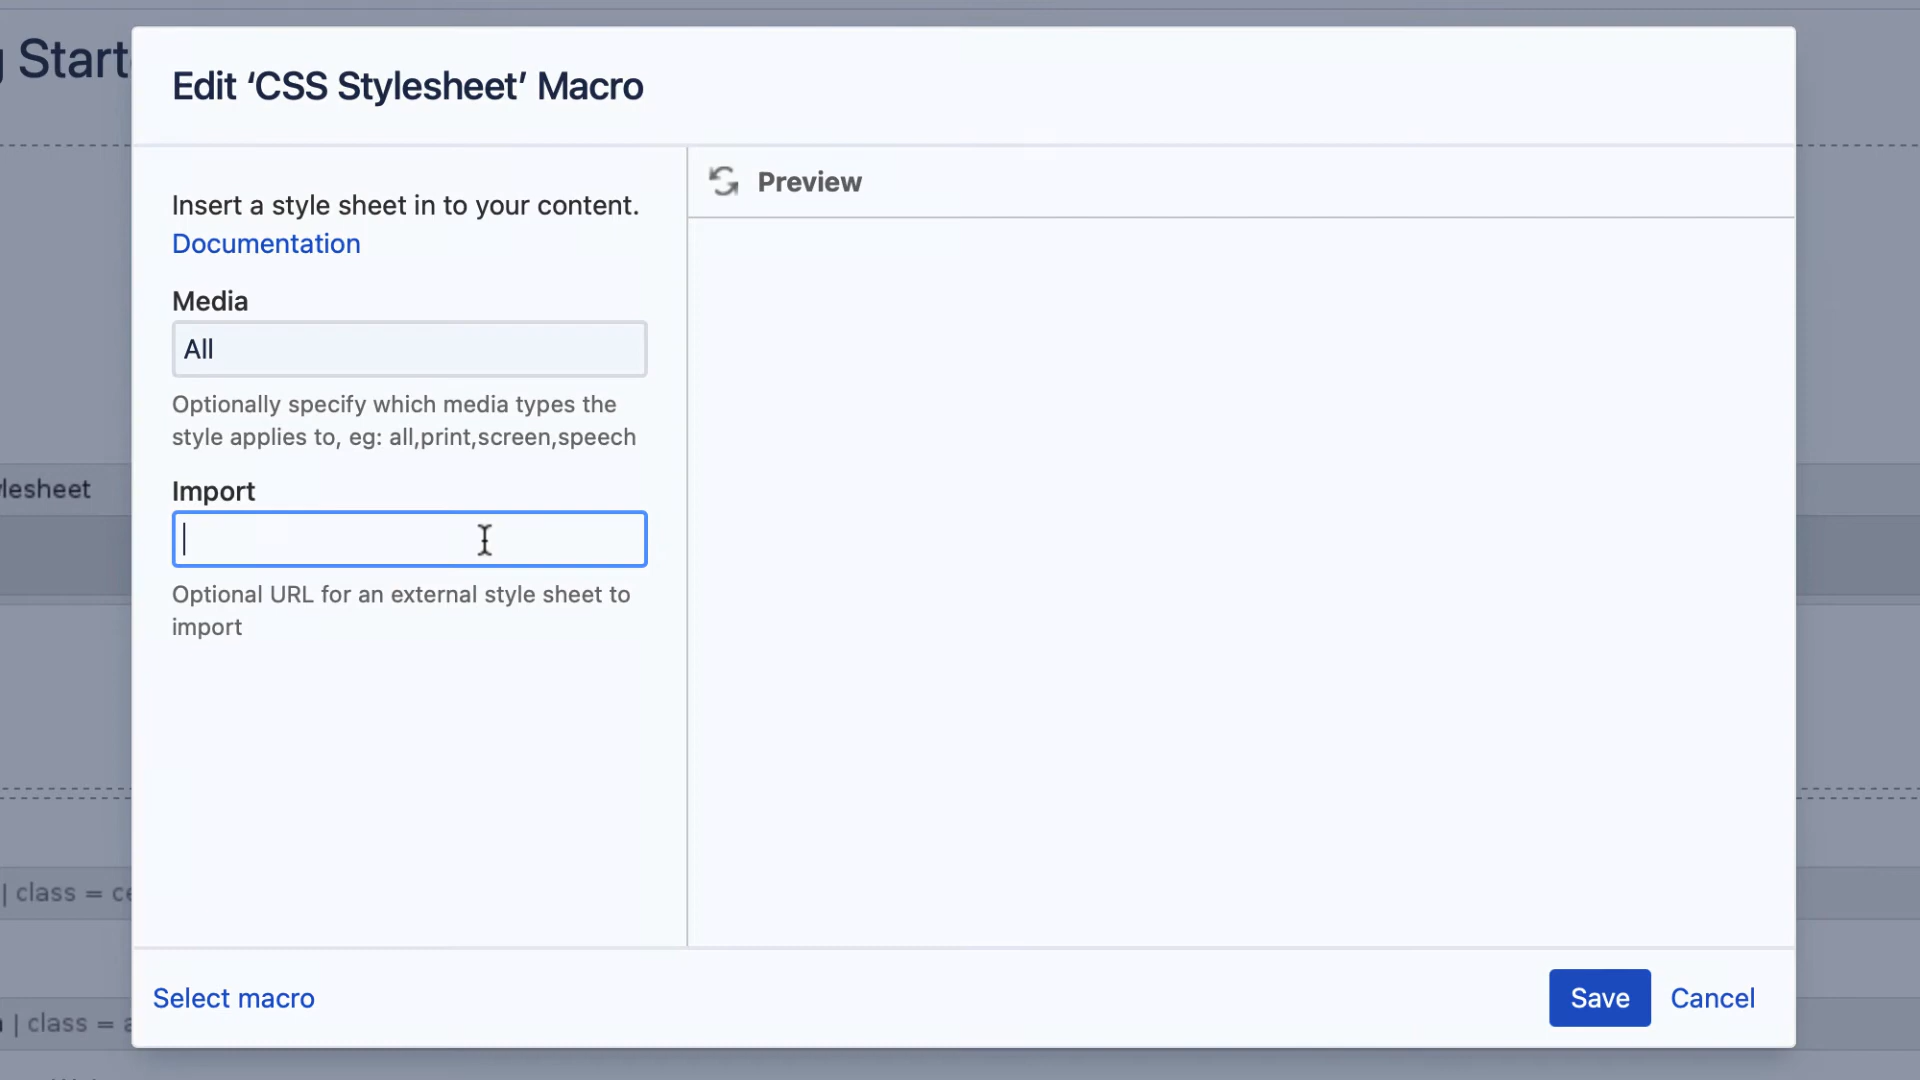 Start
Edit ‘CSS Stylesheet’ Macro
Insert a style sheet in to your content.
Documentation
Preview
Media
All
Optionally specify which media types the
style applies to, eg: all,print,screen,speech
Import
lesheet
Optional URL for an external style sheet to
import
| class = ce
| class = a
Select macro
Save
Cancel